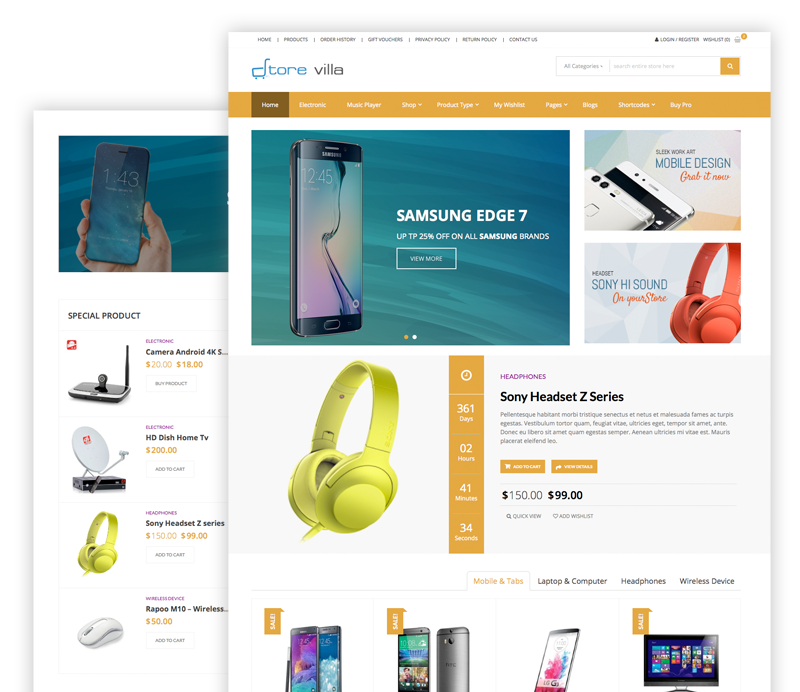 HOME | PRODUCTS | ORDER HISTORY | GIFT VOUCHERS | PRIVACY POLICY | RETURN POLICY | CONTACT US
LOGIN / REGISTER WISHLIST (0) 0
store villa
All Categories
search entire store here
Home Electronic Music Player Shop Product Type My Wishlist Pages Blogs Shortcodes Buy Pro
SAMSUNG
12:45
SAMSUNG EDGE 7
UP TP 25% OFF ON ALL SAMSUNG BRANDS
VIEW MORE
SLEEK WORK ART
MOBILE DESIGN
Grab it now
HEADSET
SONY HI SOUND
On yourStore
361
Days
02
Hours
41
Minutes
34
Seconds
HEADPHONES
Sony Headset Z Series
Pellentesque habitant morbi tristique senectus et netus et malesuada fames ac turpis
egestas. Vestibulum tortor quam, feugiat vitae, ultricies eget, tempor sit amet, ante.
Donec eu libero sit amet quam egestas semper. Aenean ultricies mi vitae est. Mauris
placerat eleifend leo.
ADD TO CART VIEW DETAILS
$150.00 $99.00
QUICK VIEW ADD WISHLIST
Mobile & Tabs Laptop & Computer Headphones Wireless Device
SALE!
SALE!
SALE!
1:43
SPECIAL PRODUCT
ELECTRONIC
Camera Android 4K S...
$20.00 $18.00
BUY PRODUCT
ELECTRONIC
HD Dish Home Tv
$200.00
ADD TO CART
HEADPHONES
Sony Headset Z series
$150.00 $99.00
ADD TO CART
WIRELESS DEVICE
Rapoo M10 – Wireless...
$50.00
ADD TO CART